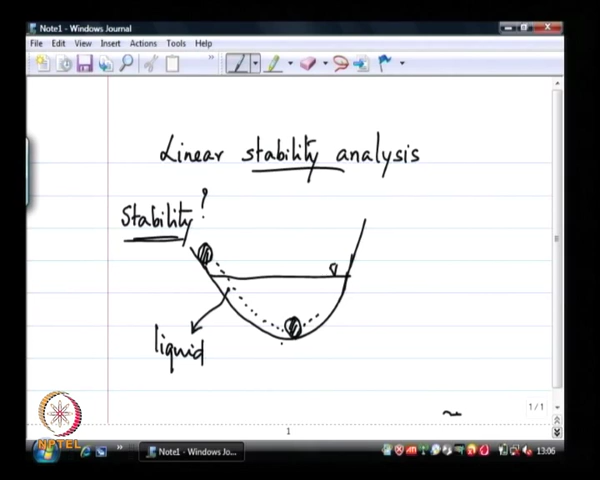 Note1 - Windows Journal
File Edit View Insert Actions Tools Help
Linear stability analysis
Stability?
liquid
1/1
1
NPTEL
Note1 - Windows Jo...
13:06